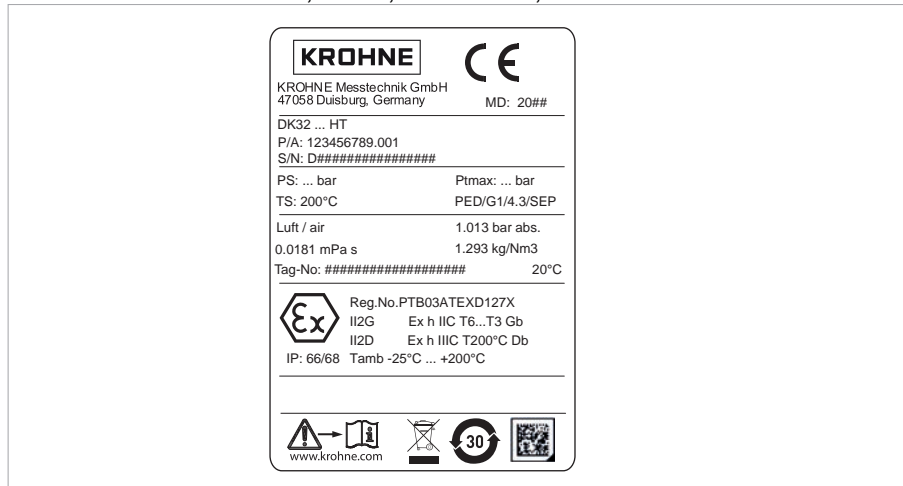 KROHNE
CE
KROHNE Messtechnik GmbH
47058 Duisburg, Germany MD: 20##
DK32 ... HT
P/A: 123456789.001
S/N: D################
PS: ... bar Ptmax: ... bar
TS: 200°C PED/G1/4.3/SEP
Luft / air 1.013 bar abs.
0.0181 mPa s 1.293 kg/Nm3
Tag-No: ################### 20°C
Ex Reg.No.PTB03ATEXD127X
II2G Ex h IIC T6...T3 Gb
II2D Ex h IIIC T200°C Db
IP: 66/68 Tamb -25°C ... +200°C
i
30
www.krohne.com